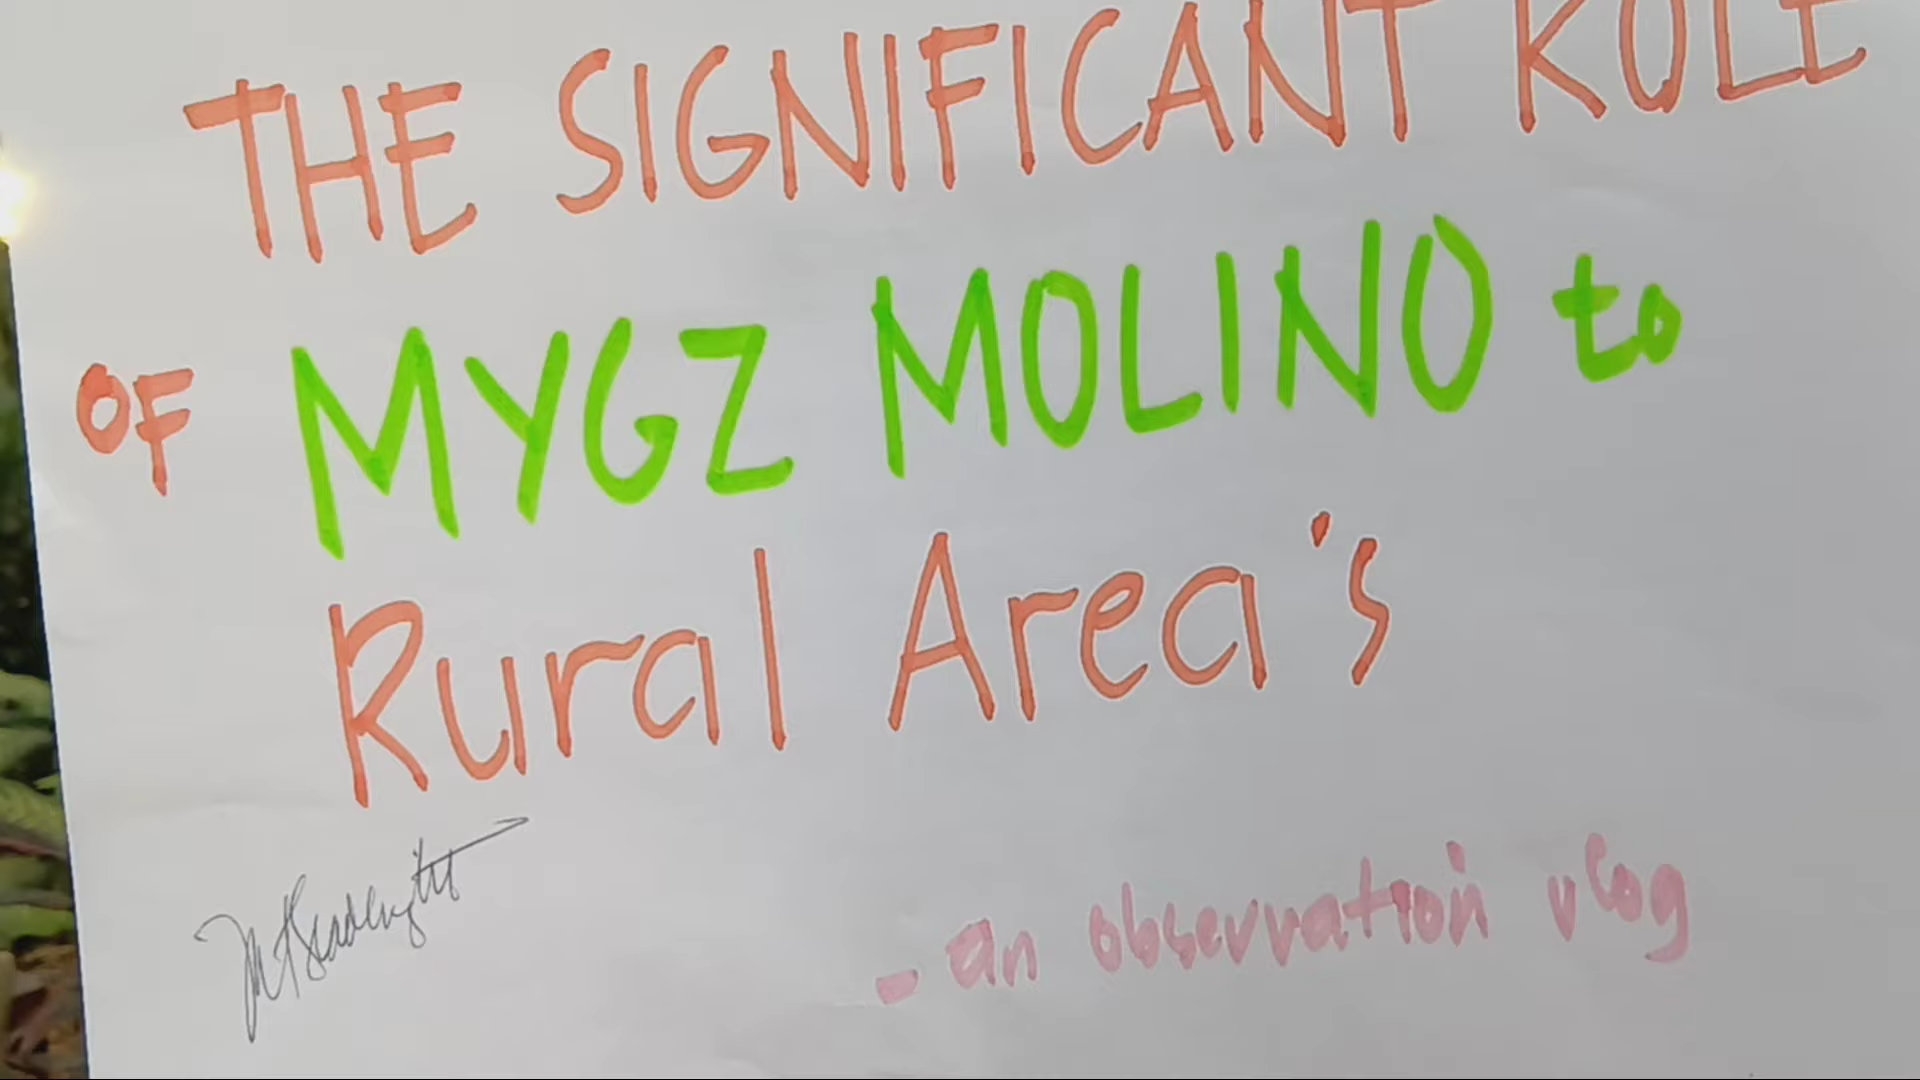 THE SIGNIFICANT ROLE
OF MYGZ MOLINO to
Rural Area's
- an observation vlog